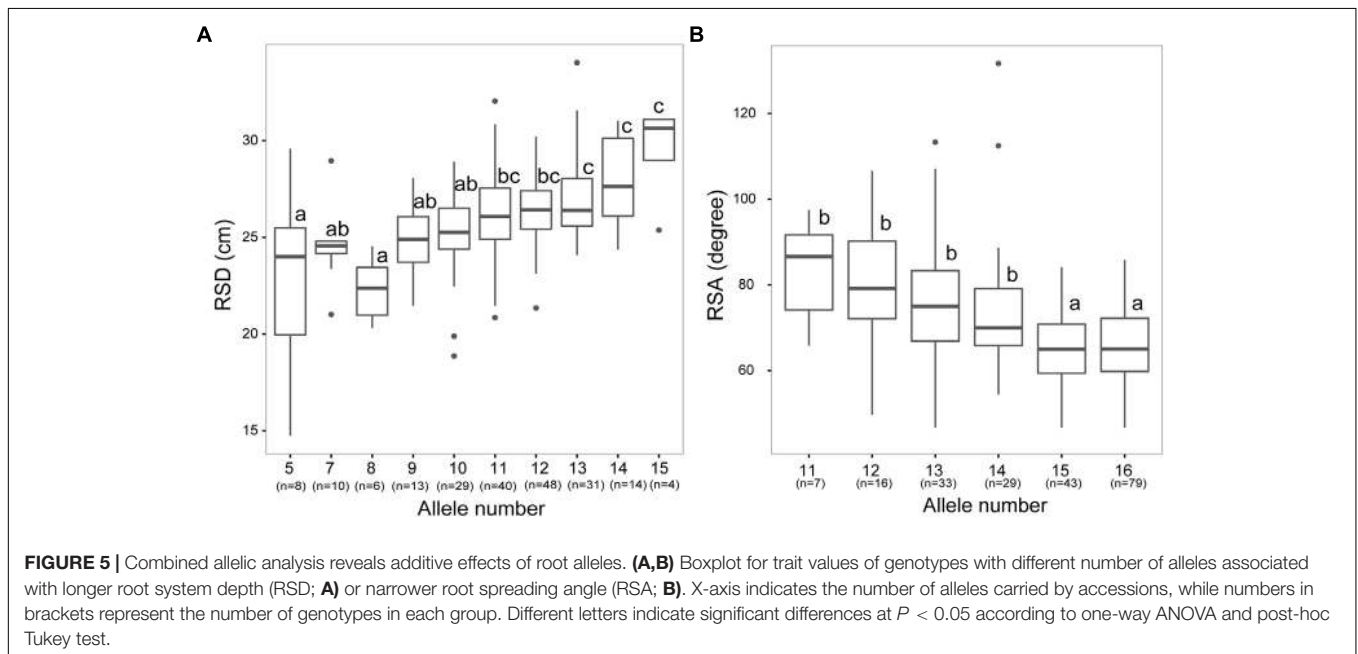 A
B
RSD (cm)
30
25
20
15
a
ab
a
ab
ab
bc
bc
c
c
c
5 7 8 9 10 11 12 13 14 15
(n=8) (n=10) (n=6) (n=13) (n=29) (n=40) (n=48) (n=31) (n=14) (n=4)
Allele number
RSA (degree)
120
100
80
60
b
b
b
b
a
a
11 12 13 14 15 16
(n=7) (n=16) (n=33) (n=29) (n=43) (n=79)
Allele number
FIGURE 5 | Combined allelic analysis reveals additive effects of root alleles. (A,B) Boxplot for trait values of genotypes with different number of alleles associated
with longer root system depth (RSD; A) or narrower root spreading angle (RSA; B). X-axis indicates the number of alleles carried by accessions, while numbers in
brackets represent the number of genotypes in each group. Different letters indicate significant differences at P < 0.05 according to one-way ANOVA and post-hoc
Tukey test.